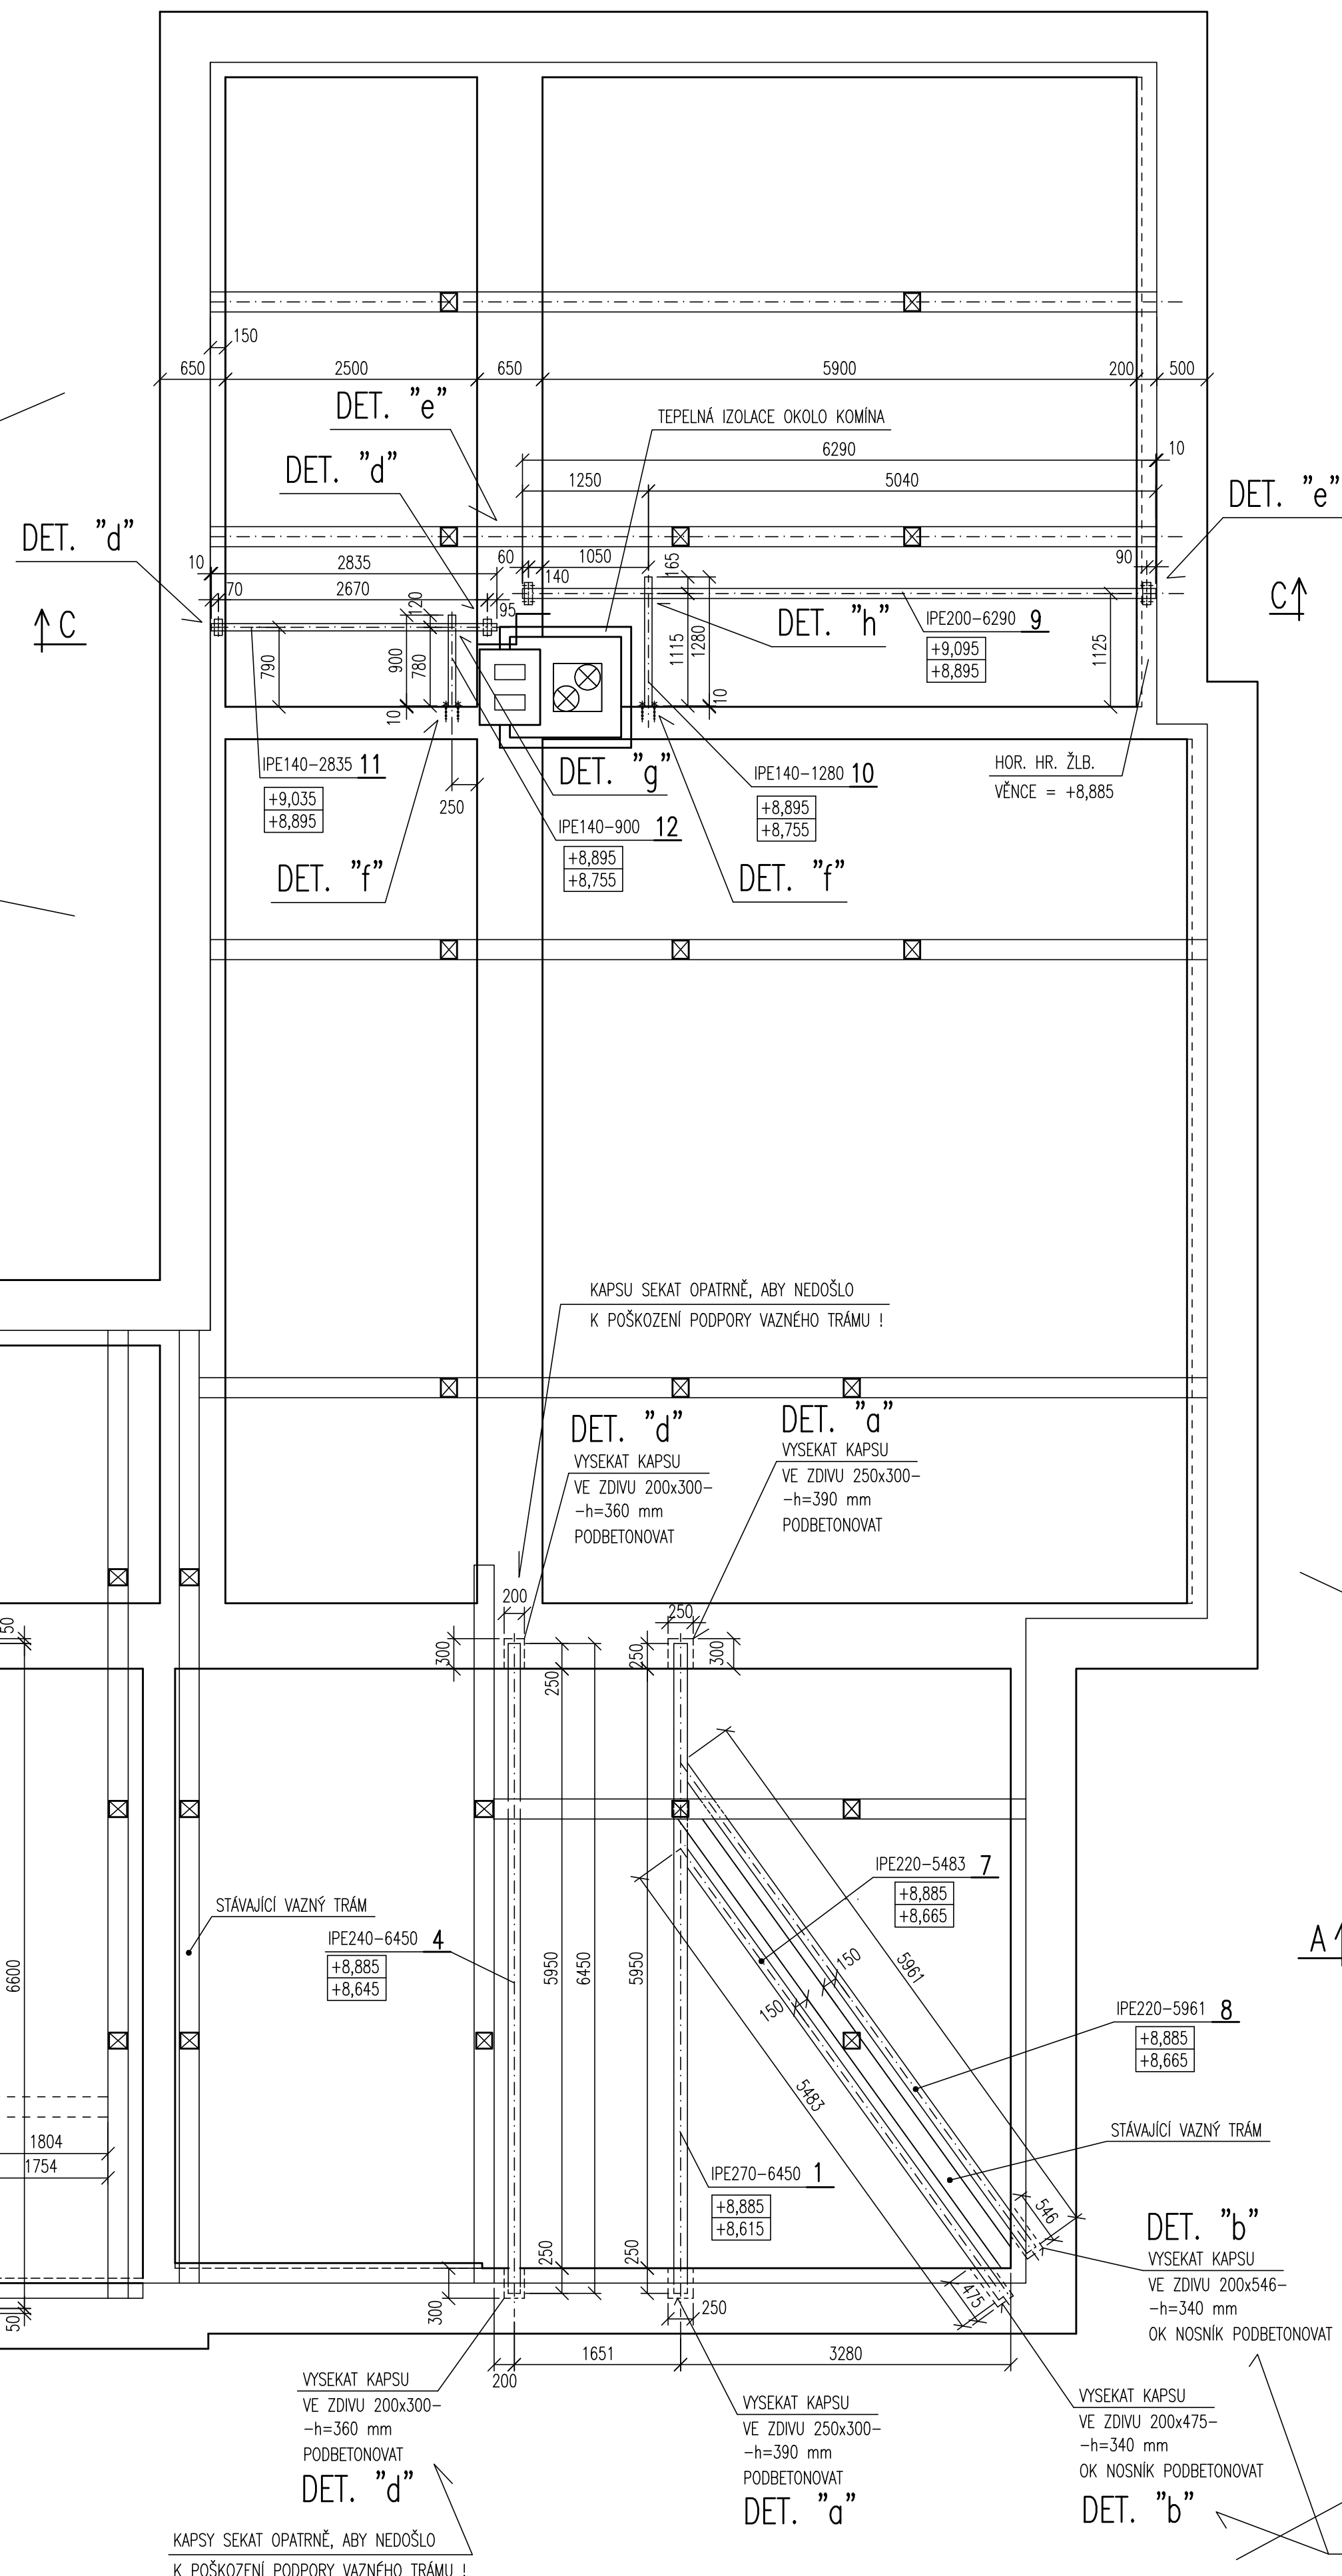 150
650
2500
650
5900
200
500
DET. "e"
TEPELNÁ IZOLACE OKOLO KOMÍNA
6290
10
DET. "d"
1250
5040
DET. "e"
DET. "d"
10
2835
60
1050
165
90
70
2670
120
140
95
C
C
DET. "h"
IPE200-6290 9
+9,095
+8,895
790
900
780
1115
1280
1125
10
10
DET. "g"
HOR. HR. ŽLB.
VĚNCE = +8,885
IPE140-2835 11
+9,035
+8,895
250
IPE140-1280 10
+8,895
+8,755
IPE140-900 12
+8,895
+8,755
DET. "f"
DET. "f"
KAPSU SEKAT OPATRNĚ, ABY NEDOŠLO
K POŠKOZENÍ PODPORY VAZNÉHO TRÁMU !
DET. "d"
VYSEKAT KAPSU
VE ZDIVU 200x300-
-h=360 mm
PODBETONOVAT
DET. "a"
VYSEKAT KAPSU
VE ZDIVU 250x300-
-h=390 mm
PODBETONOVAT
200
250
50
300
250
250
300
IPE220-5483 7
+8,885
+8,665
STÁVAJÍCÍ VAZNÝ TRÁM
IPE240-6450 4
+8,885
+8,645
6600
5950
6450
5950
150
150
5961
A
IPE220-5961 8
+8,885
+8,665
5483
STÁVAJÍCÍ VAZNÝ TRÁM
1804
1754
IPE270-6450 1
+8,885
+8,615
546
DET. "b"
VYSEKAT KAPSU
VE ZDIVU 200x546-
-h=340 mm
OK NOSNÍK PODBETONOVAT
250
250
475
50
300
250
1651
3280
200
VYSEKAT KAPSU
VE ZDIVU 200x300-
-h=360 mm
PODBETONOVAT
DET. "d"
VYSEKAT KAPSU
VE ZDIVU 250x300-
-h=390 mm
PODBETONOVAT
DET. "a"
VYSEKAT KAPSU
VE ZDIVU 200x475-
-h=340 mm
OK NOSNÍK PODBETONOVAT
DET. "b"
KAPSY SEKAT OPATRNĚ, ABY NEDOŠLO
K POŠKOZENÍ PODPORY VAZNÉHO TRÁMU !